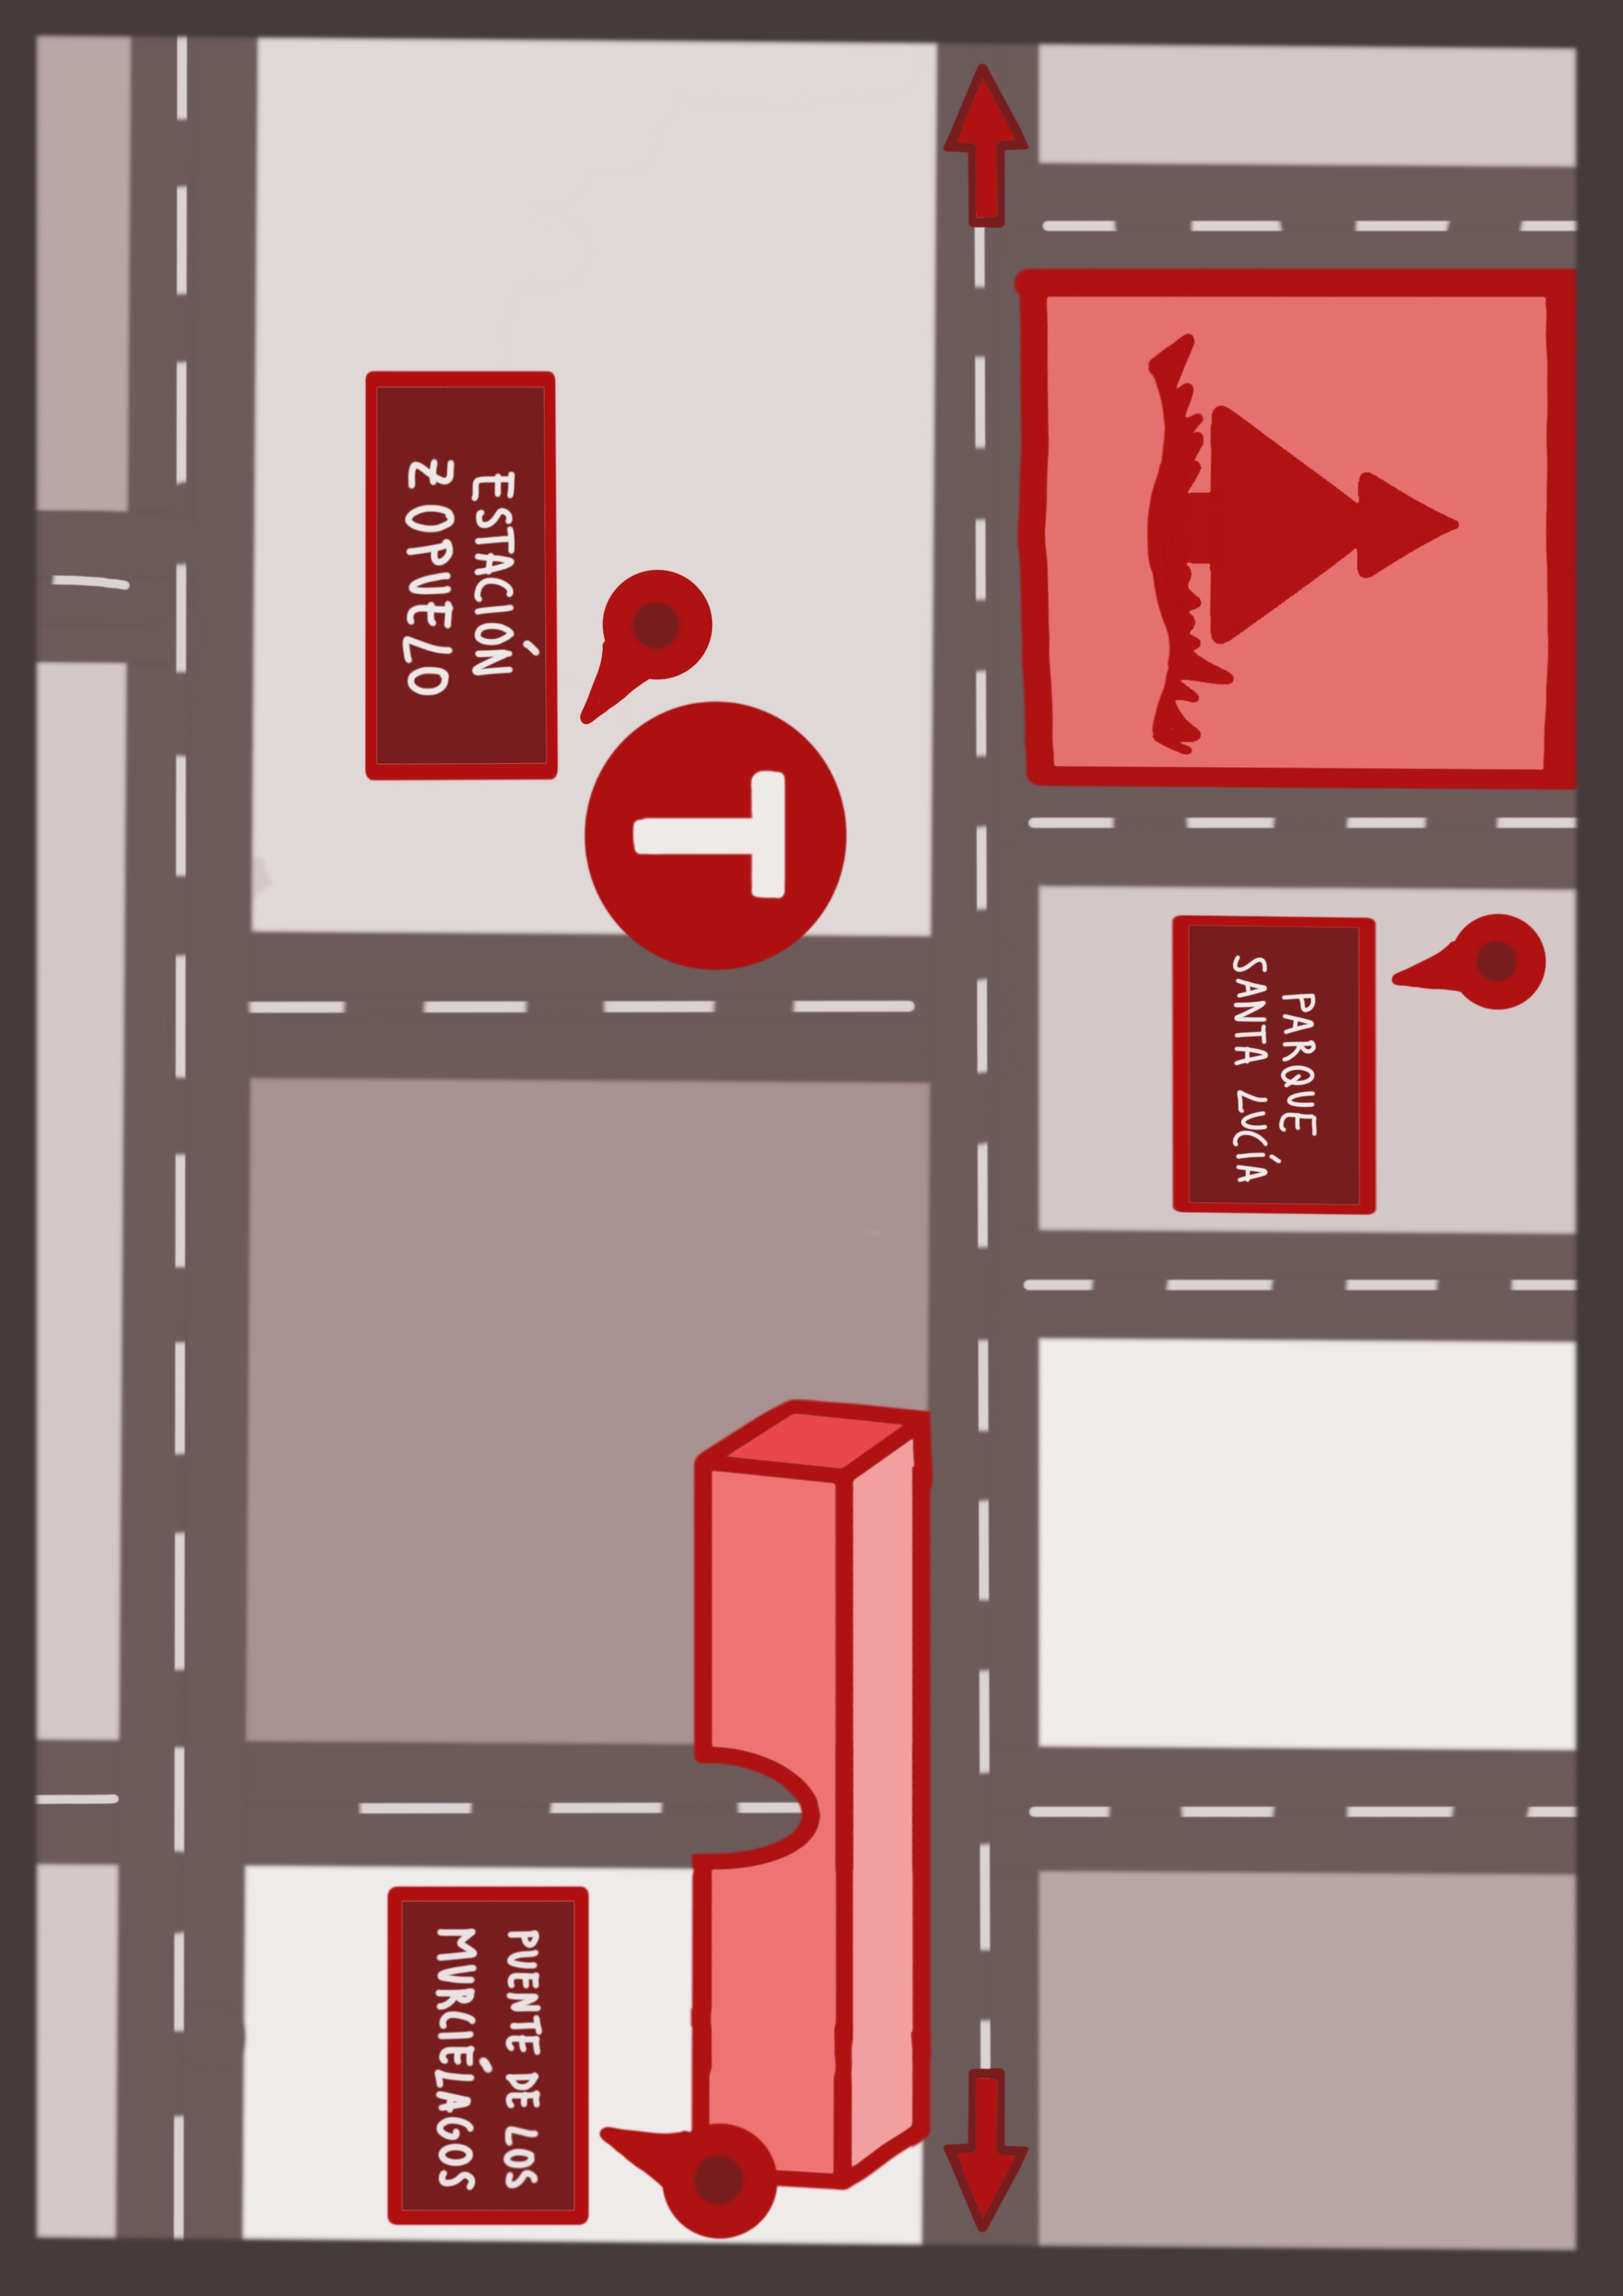 PARQUE
SANTA LUCÍA
T
ESTACIÓN
ZOPUELO
PUENTE DE LOS
MURCIÉLAGOS